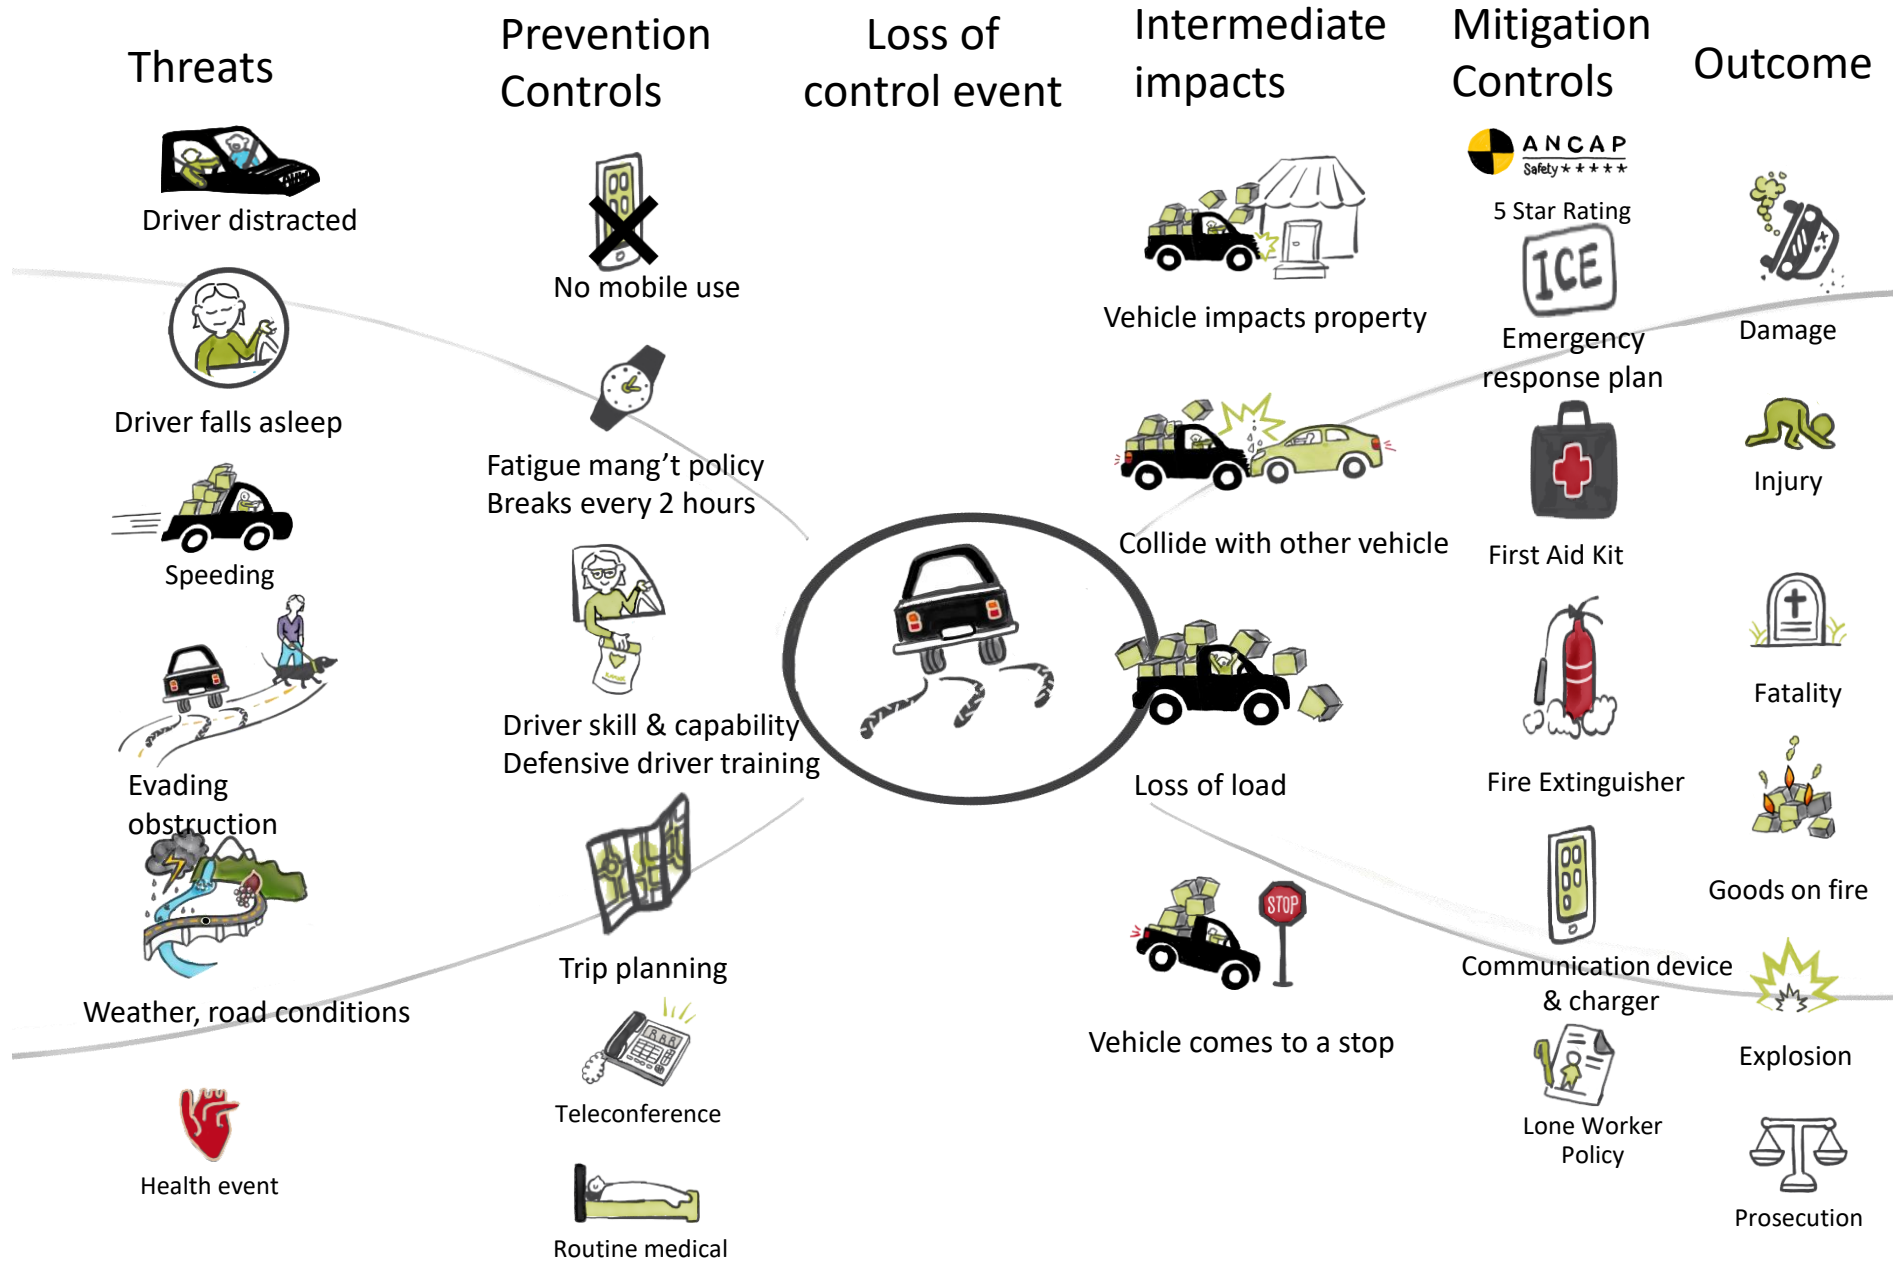 Threats
Driver distracted
Driver falls asleep
Speeding
Evading
obstruction
Weather, road conditions
Health event
Prevention
Controls
No mobile use
Fatigue mang't policy
Breaks every 2 hours
Driver skill & capability
Defensive driver training
Trip planning
Teleconference
Routine medical
Loss of
control event
Intermediate
impacts
Vehicle impacts property
Collide with other vehicle
Loss of load
STOP
Vehicle comes to a stop
Mitigation
Controls
ANCAP
Safety ★★★★★
5 Star Rating
ICE
Emergency
response plan
First Aid Kit
Fire Extinguisher
Communication device
& charger
Lone Worker
Policy
Outcome
Damage
Injury
Fatality
Goods on fire
Explosion
Prosecution